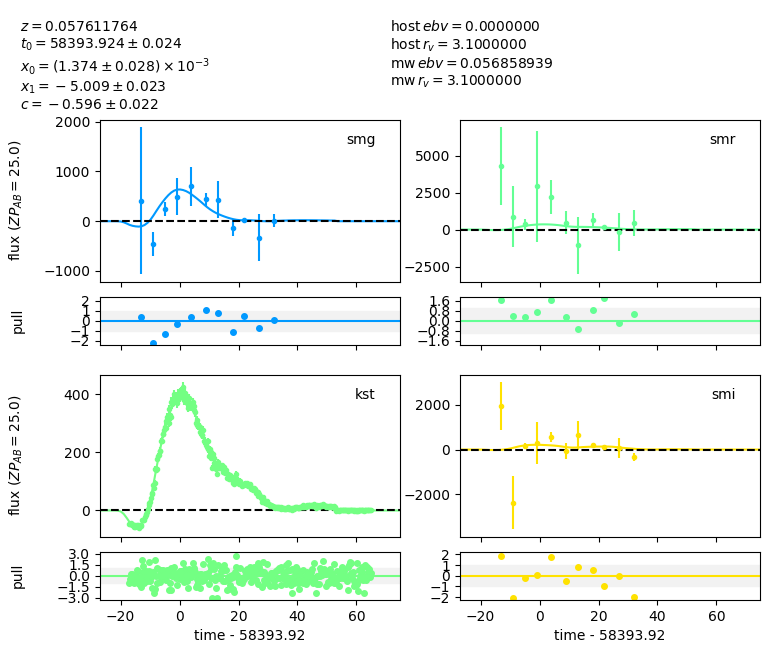 z = 0.057611764
t₀ = 58393.924 ± 0.024
x₀ = (1.374 ± 0.028) × 10⁻³
x₁ = −5.009 ± 0.023
c = −0.596 ± 0.022
host ebv = 0.0000000
host r_v = 3.1000000
mw ebv = 0.056858939
mw r_v = 3.1000000
flux (ZP_AB = 25.0)
2000
1000
0
−1000
smg
5000
2500
0
−2500
smr
pull
2
1
0
−1
−2
1.6
0.8
0.0
−0.8
−1.6
flux (ZP_AB = 25.0)
400
200
0
kst
2000
0
−2000
smi
pull
3.0
1.5
0.0
−1.5
−3.0
2
1
0
−1
−2
−20 0 20 40 60
−20 0 20 40 60
time - 58393.92
time - 58393.92